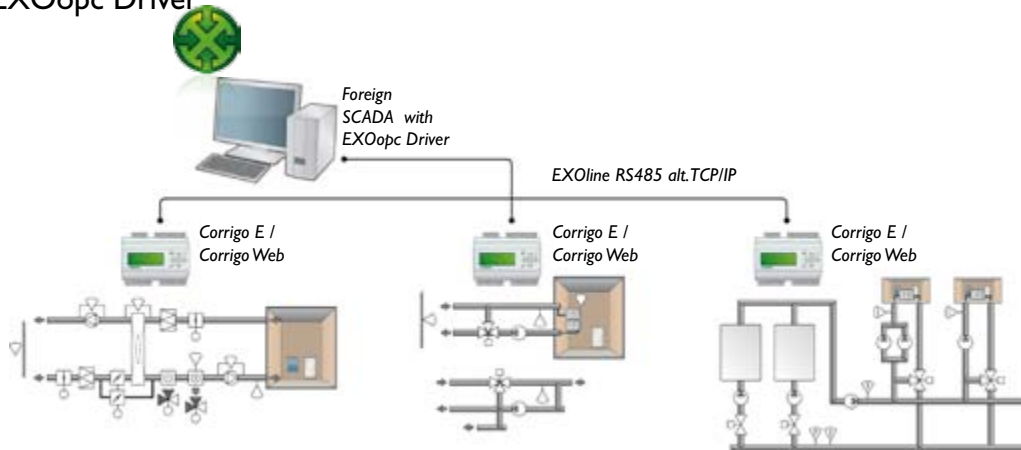 EXOopc Driver
Foreign
SCADA with
EXOopc Driver
EXOline RS485 alt.TCP/IP
Corrigo E /
Corrigo Web
Corrigo E /
Corrigo Web
Corrigo E /
Corrigo Web